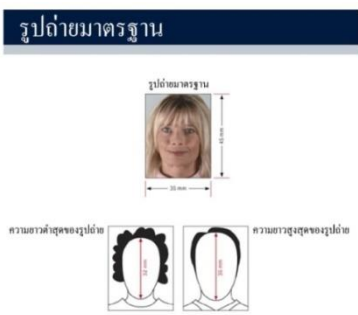 รูปถ่ายมาตรฐาน
รูปถ่ายมาตรฐาน
45 mm
35 mm
ความยาวต่ำสุดของรูปถ่าย
ความยาวสูงสุดของรูปถ่าย